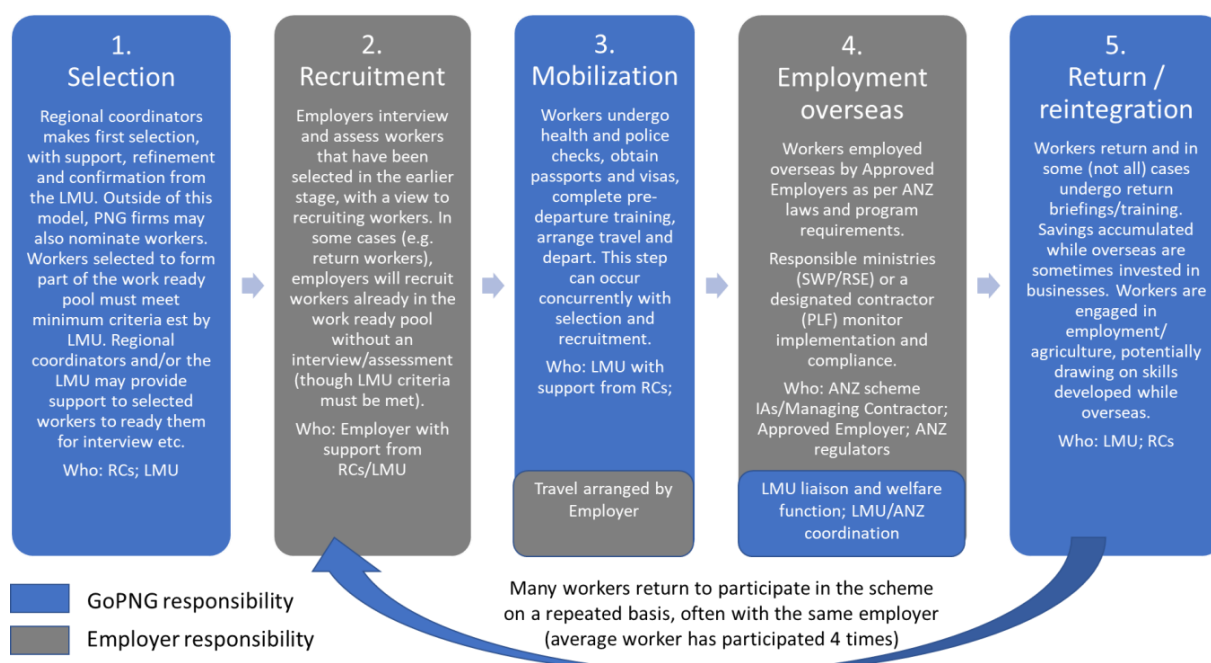 1.
Selection
Regional coordinators
makes first selection,
with support, refinement
and confirmation from
the LMU. Outside of this
model, PNG firms may
also nominate workers.
Workers selected to form
part of the work ready
pool must meet
minimum criteria est by
LMU. Regional
coordinators and/or the
LMU may provide
support to selected
workers to ready them
for interview etc.
Who: RCs; LMU
2.
Recruitment
Employers interview
and assess workers
that have been
selected in the earlier
stage, with a view to
recruiting workers. In
some cases (e.g.
return workers),
employers will recruit
workers already in the
work ready pool
without an
interview/assessment
(though LMU criteria
must be met).
Who: Employer with
support from
RCs/LMU
3.
Mobilization
Workers undergo
health and police
checks, obtain
passports and visas,
complete pre-
departure training,
arrange travel and
depart. This step
can occur
concurrently with
selection and
recruitment.
Who: LMU with
support from RCs;
Travel arranged by
Employer
4.
Employment
overseas
Workers employed
overseas by Approved
Employers as per ANZ
laws and program
requirements.
Responsible ministries
(SWP/RSE) or a
designated contractor
(PLF) monitor
implementation and
compliance.
Who: ANZ scheme
IAs/Managing Contractor;
Approved Employer; ANZ
regulators
LMU liaison and welfare
function; LMU/ANZ
coordination
5.
Return /
reintegration
Workers return and in
some (not all) cases
undergo return
briefings/training.
Savings accumulated
while overseas are
sometimes invested in
businesses. Workers are
engaged in
employment/
agriculture, potentially
drawing on skills
developed while
overseas.
Who: LMU; RCs
GoPNG responsibility
Employer responsibility
Many workers return to participate in the scheme
on a repeated basis, often with the same employer
(average worker has participated 4 times)